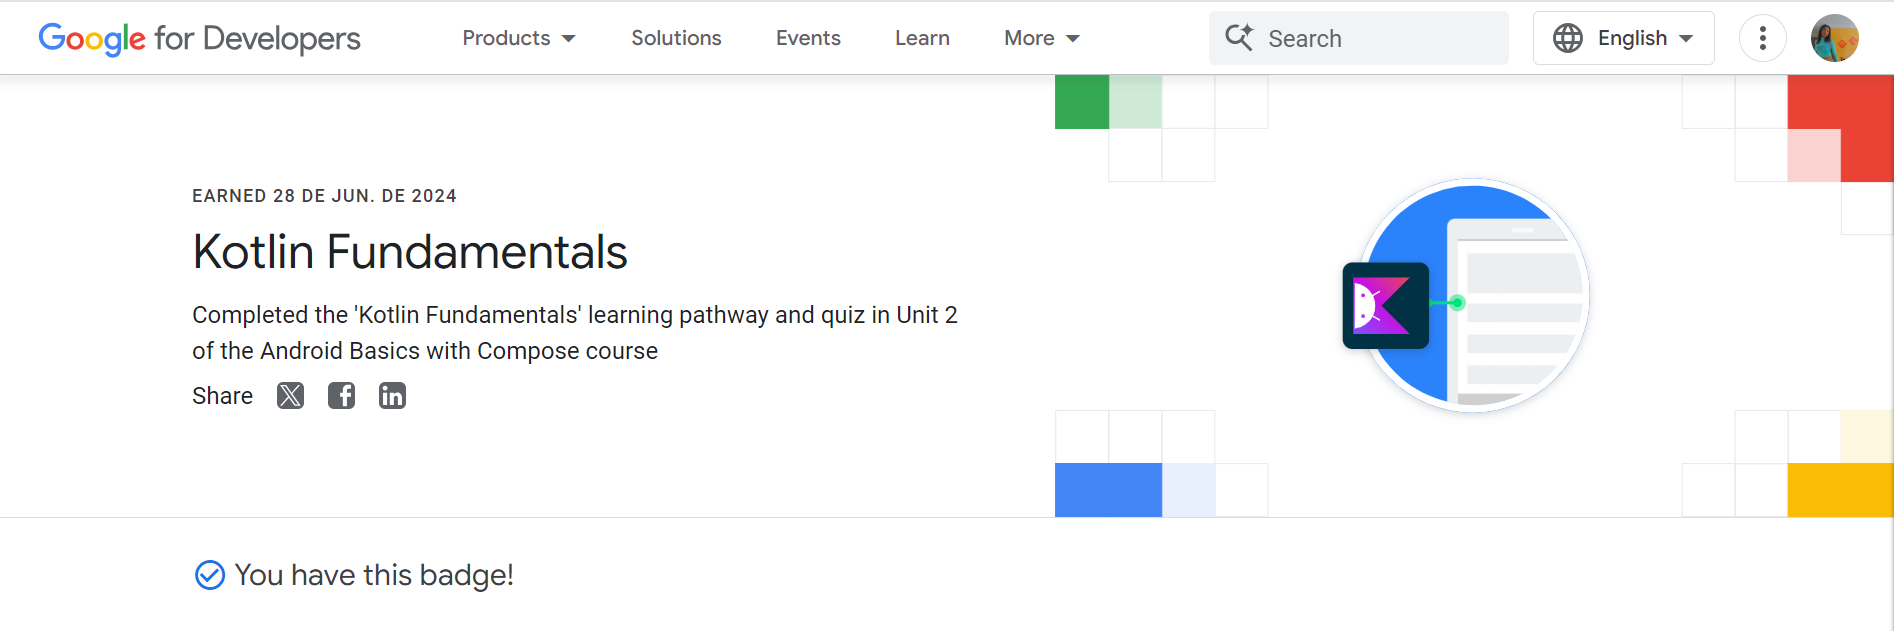 Google for Developers Products Solutions Events Learn More Search English
EARNED 28 DE JUN. DE 2024
Kotlin Fundamentals
Completed the 'Kotlin Fundamentals' learning pathway and quiz in Unit 2
of the Android Basics with Compose course
Share
You have this badge!